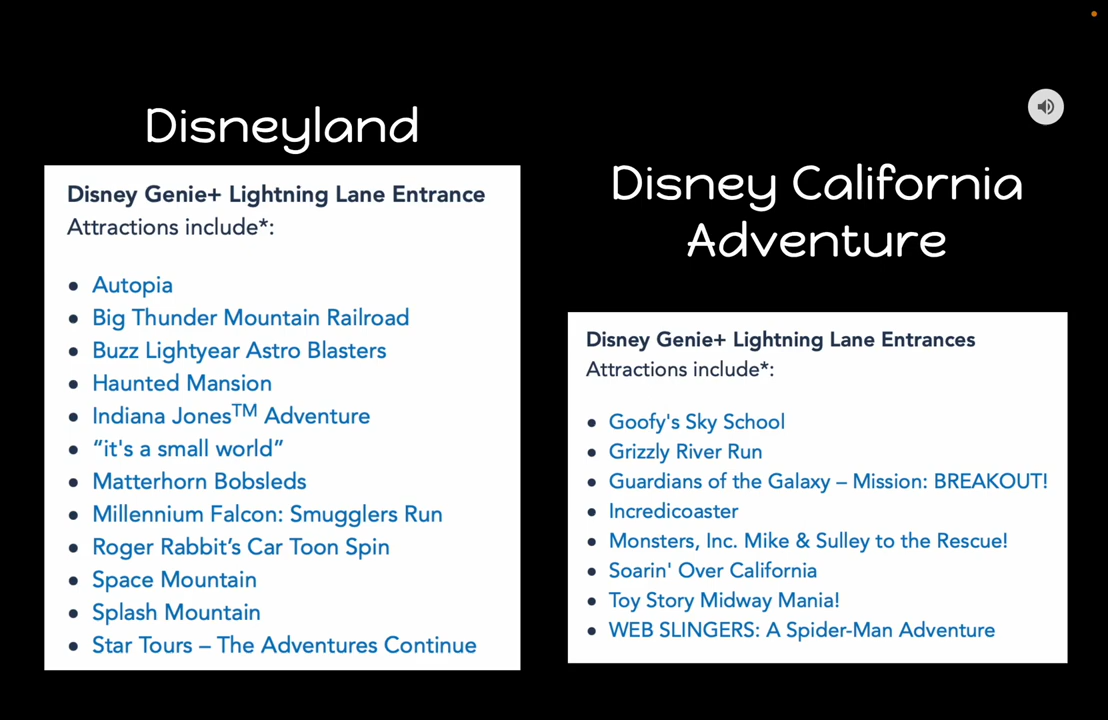 Disneyland
Disney Genie+ Lightning Lane Entrance
Attractions include*:
• Autopia
• Big Thunder Mountain Railroad
• Buzz Lightyear Astro Blasters
• Haunted Mansion
• Indiana Jones™ Adventure
• “it's a small world”
• Matterhorn Bobsleds
• Millennium Falcon: Smugglers Run
• Roger Rabbit’s Car Toon Spin
• Space Mountain
• Splash Mountain
• Star Tours – The Adventures Continue
Disney California
Adventure
Disney Genie+ Lightning Lane Entrances
Attractions include*:
• Goofy's Sky School
• Grizzly River Run
• Guardians of the Galaxy – Mission: BREAKOUT!
• Incredicoaster
• Monsters, Inc. Mike & Sulley to the Rescue!
• Soarin' Over California
• Toy Story Midway Mania!
• WEB SLINGERS: A Spider-Man Adventure